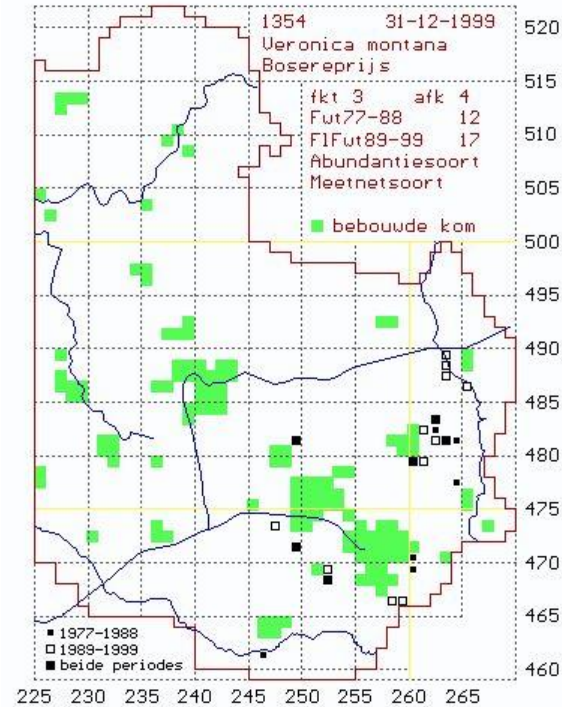 1354 31-12-1999
Veronica montana
Bosereprijs
fkt 3 afk 4
Fut77-88 12
FlFut89-99 17
Abundantiesoort
Meetnetsoort
bebouwde kom
520
515
510
505
500
495
490
485
480
475
470
465
460
1977-1988
1989-1999
beide periodes
225 230 235 240 245 250 255 260 265